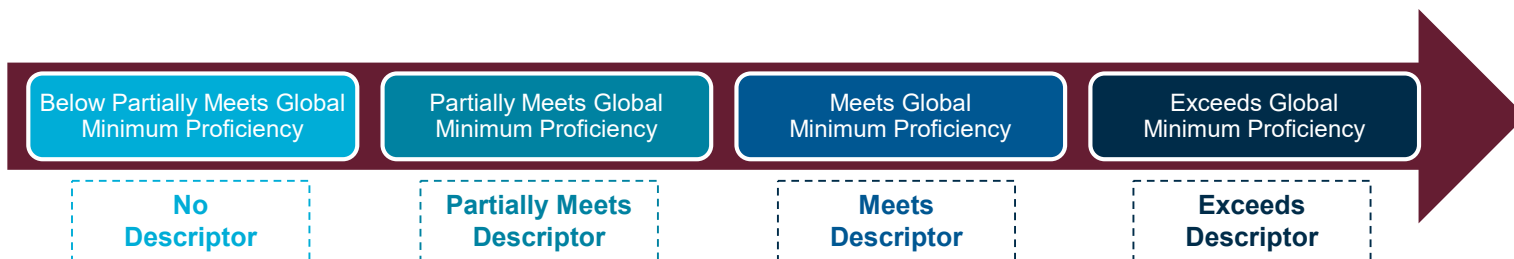 Below Partially Meets Global
Minimum Proficiency
Partially Meets Global
Minimum Proficiency
Meets Global
Minimum Proficiency
Exceeds Global
Minimum Proficiency
No
Descriptor
Partially Meets
Descriptor
Meets
Descriptor
Exceeds
Descriptor